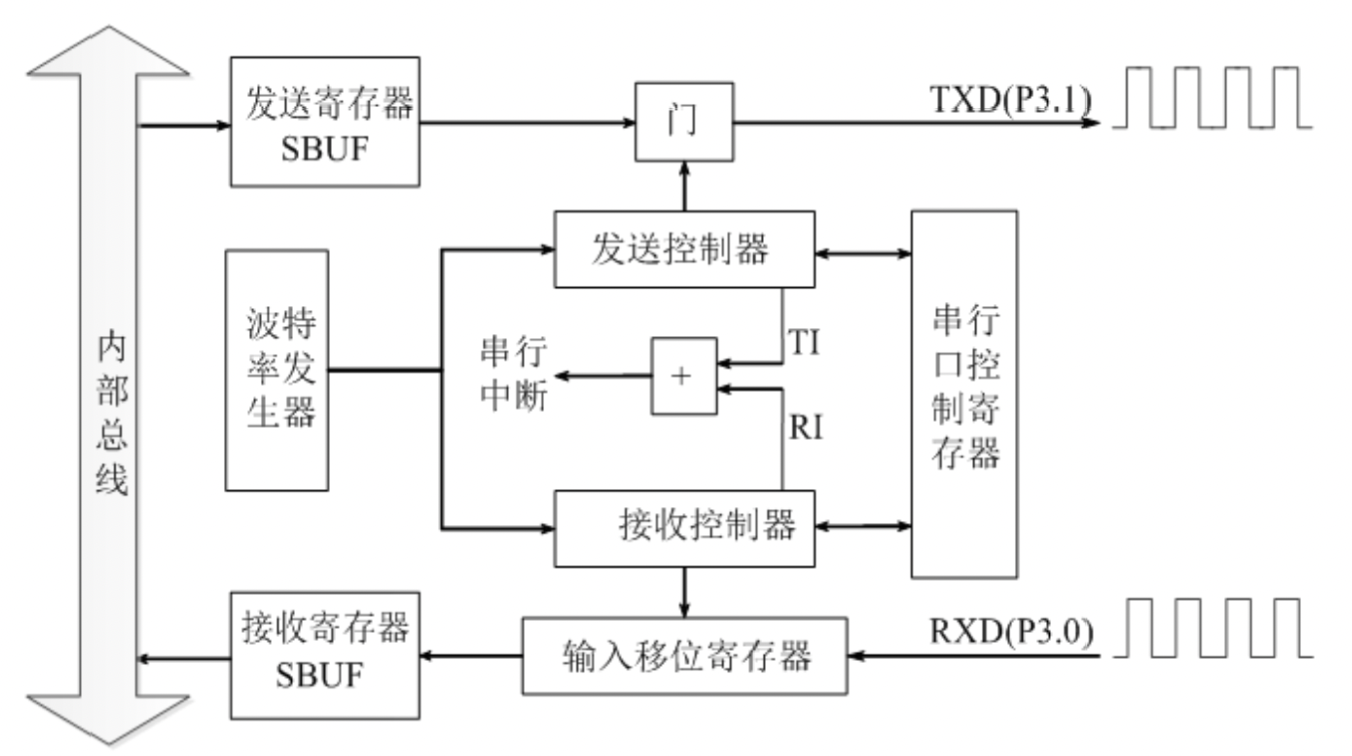 发送寄存器
SBUF
门
TXD(P3.1)
发送控制器
波特
率发
生器
内
部
总
线
串行
中断
+
TI
RI
串行
口控
制寄
存器
接收控制器
接收寄存器
SBUF
输入移位寄存器
RXD(P3.0)